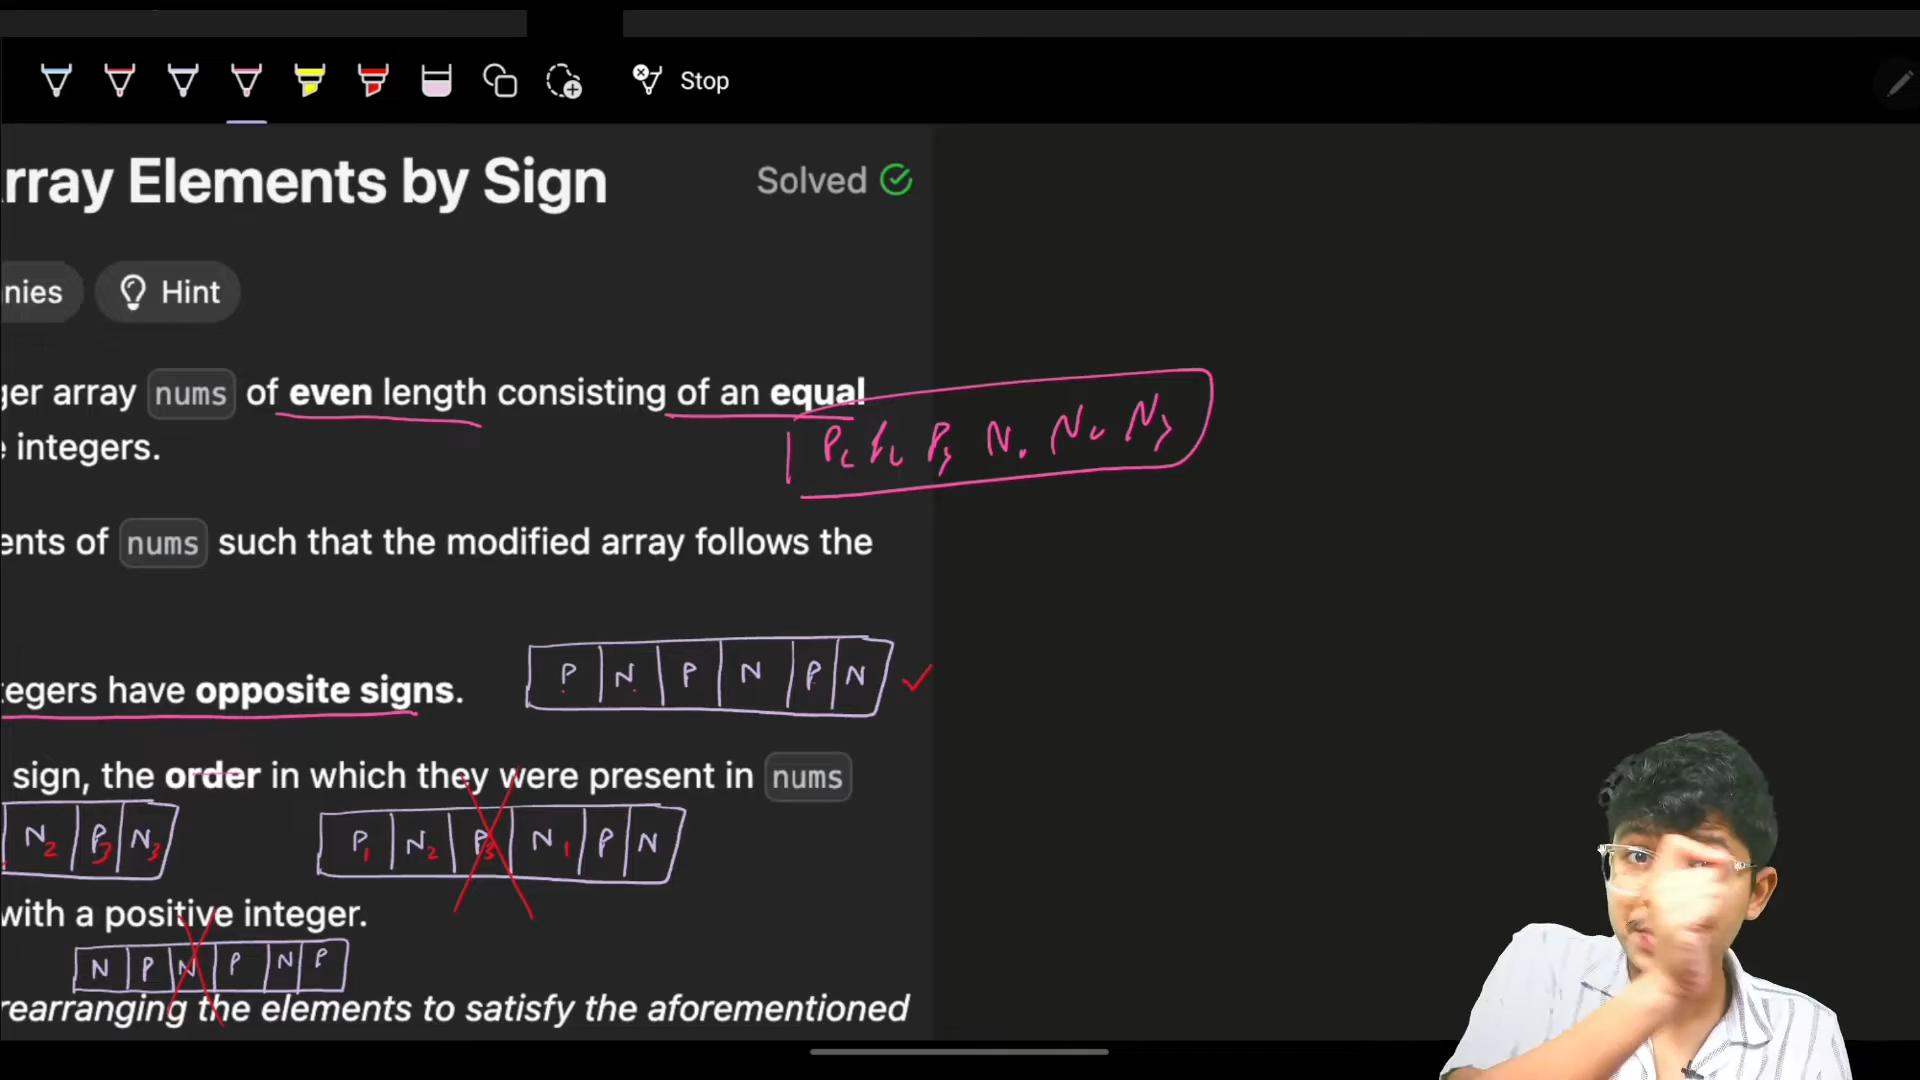 Stop
rray Elements by Sign
Solved
nies
Hint
ger array nums of even length consisting of an equal
e integers.
P N. N
ents of nums such that the modified array follows the
P N P N P N
tegers have opposite signs.
sign, the order in which they were present in nums
N2 P3 N3
P1 N2 P3 N1 P N
with a positive integer.
N P N P N P
rearranging the elements to satisfy the aforementioned